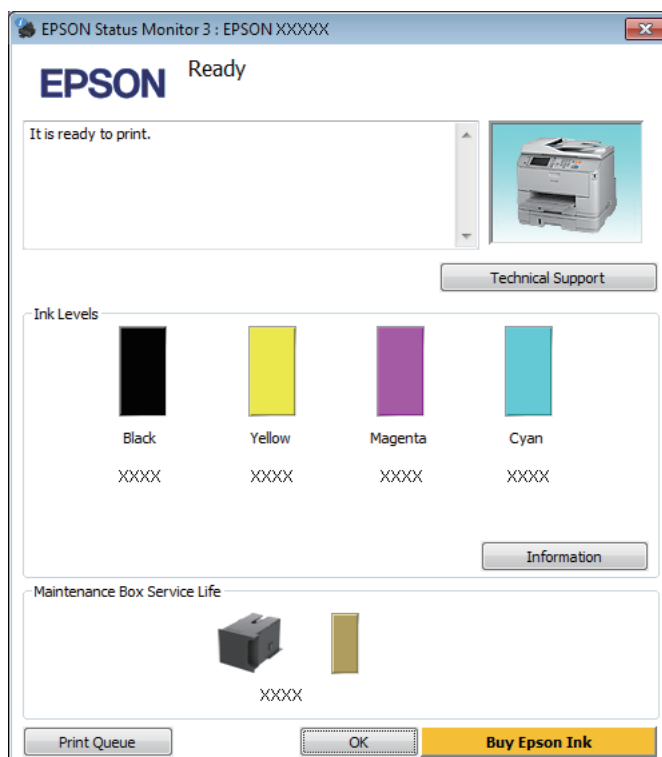 EPSON Status Monitor 3 : EPSON XXXXX
EPSON
Ready
It is ready to print.
Technical Support
Ink Levels
Black Yellow Magenta Cyan
XXXX XXXX XXXX XXXX
Information
Maintenance Box Service Life
XXXX
Print Queue OK Buy Epson Ink